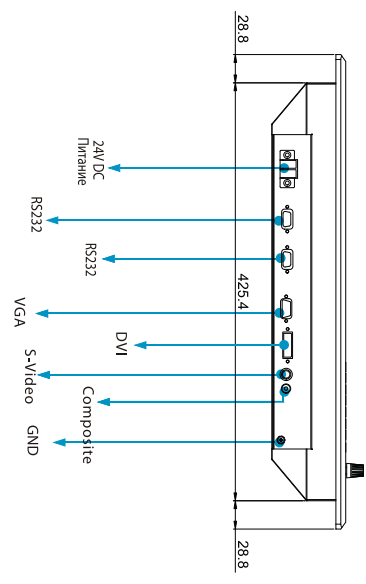 28.8
24V DC
Питание
RS232
RS232
425.4
VGA
DVI
S-Video
Composite
GND
28.8